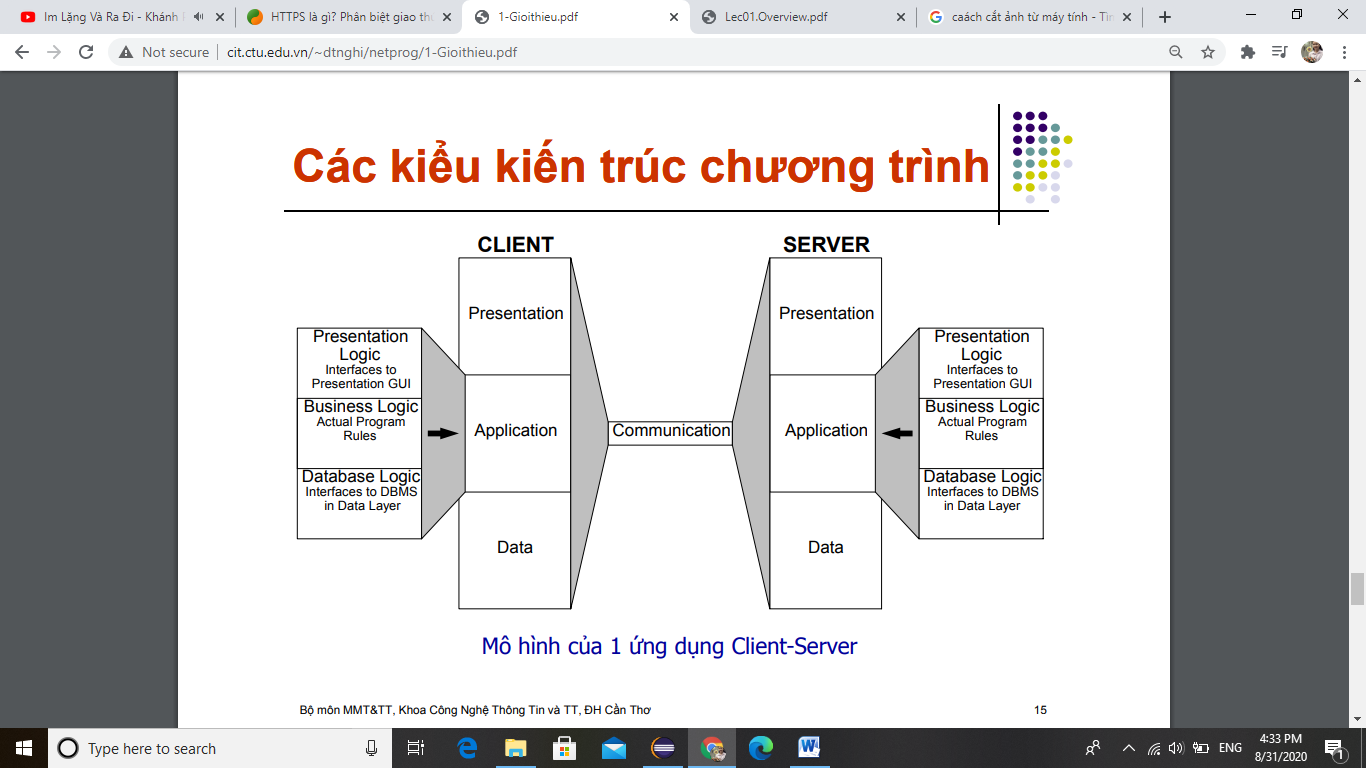 Im Lặng Và Ra Đi - Khánh
HTTPS là gì? Phân biệt giao thứ
1-Gioithieu.pdf
Lec01.Overview.pdf
caách cắt ảnh từ máy tính - Tìn
Not secure
cit.ctu.edu.vn/~dtnghi/netprog/1-Gioithieu.pdf
Các kiểu kiến trúc chương trình
CLIENT
SERVER
Presentation
Presentation
Presentation
Logic
Interfaces to
Presentation GUI
Business Logic
Actual Program
Rules
Database Logic
Interfaces to DBMS
in Data Layer
Application
Communication
Application
Presentation
Logic
Interfaces to
Presentation GUI
Business Logic
Actual Program
Rules
Database Logic
Interfaces to DBMS
in Data Layer
Data
Data
Mô hình của 1 ứng dụng Client-Server
Bộ môn MMT&TT, Khoa Công Nghệ Thông Tin và TT, ĐH Cần Thơ
15
Type here to search
ENG
4:33 PM
8/31/2020
1